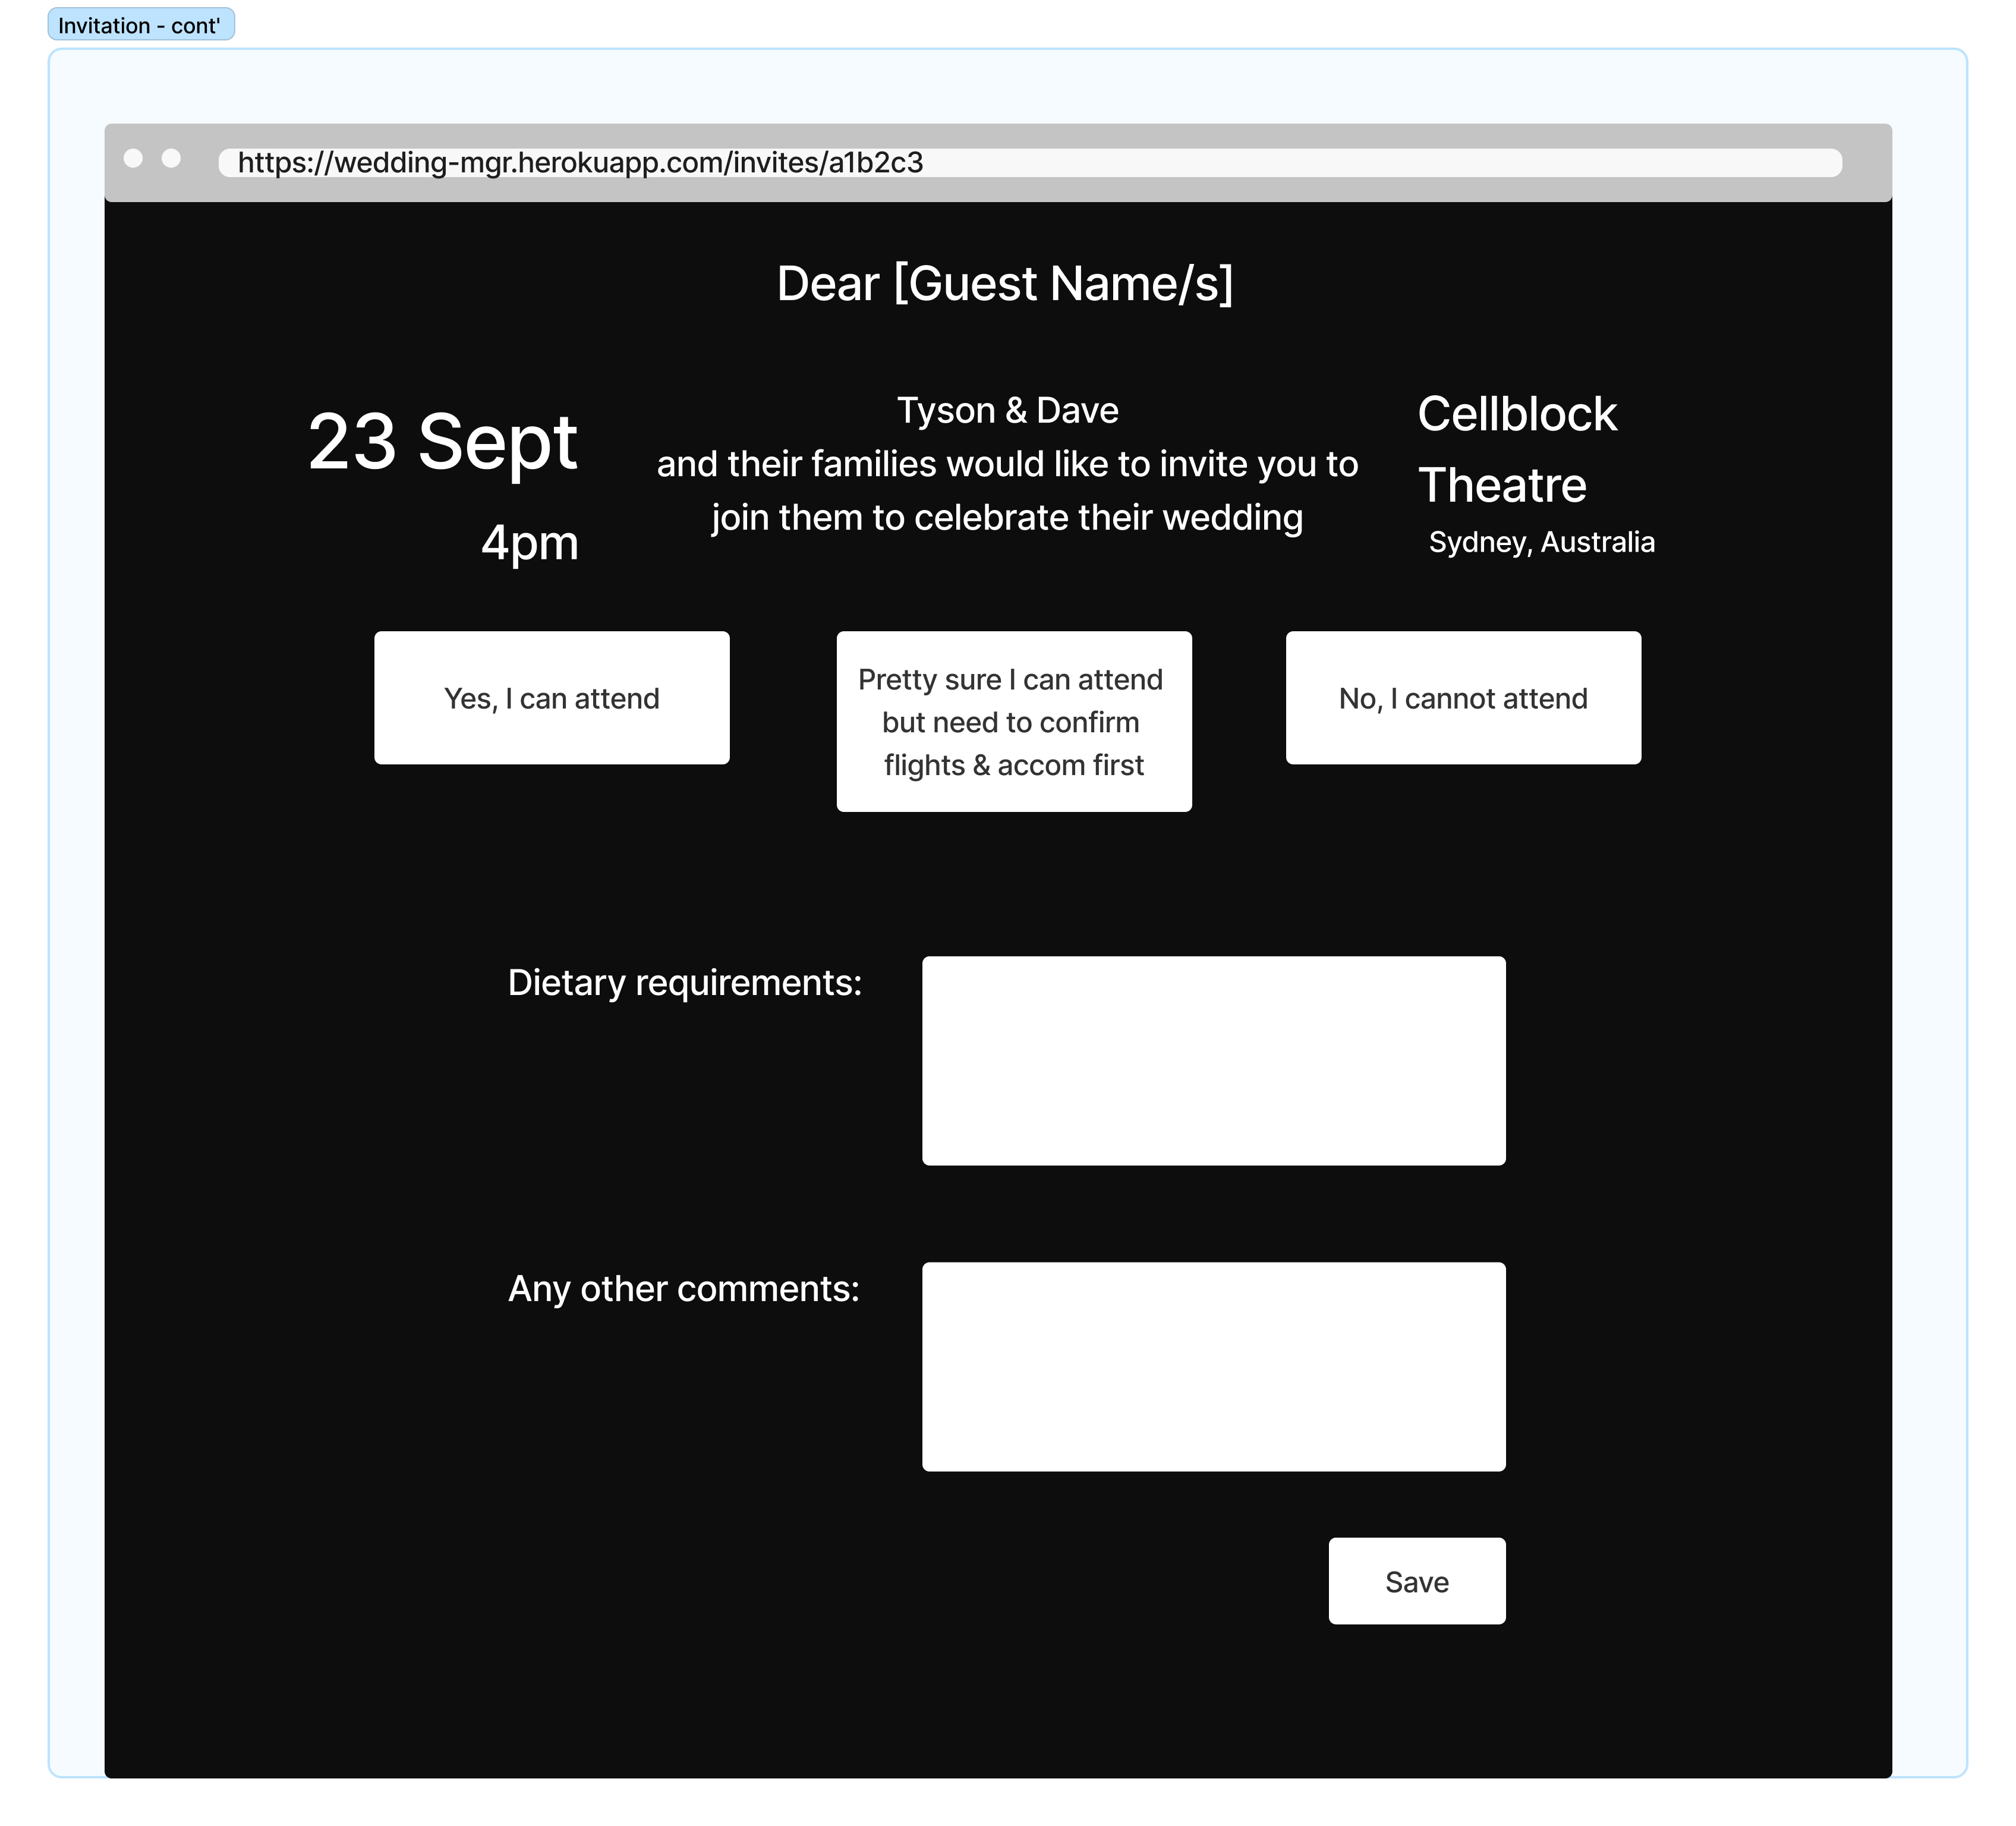 Invitation - cont'
https://wedding-mgr.herokuapp.com/invites/a1b2c3
Dear [Guest Name/s]
23 Sept
4pm
Tyson & Dave
and their families would like to invite you to
join them to celebrate their wedding
Cellblock
Theatre
Sydney, Australia
Yes, I can attend
Pretty sure I can attend
but need to confirm
flights & accom first
No, I cannot attend
Dietary requirements:
Any other comments:
Save